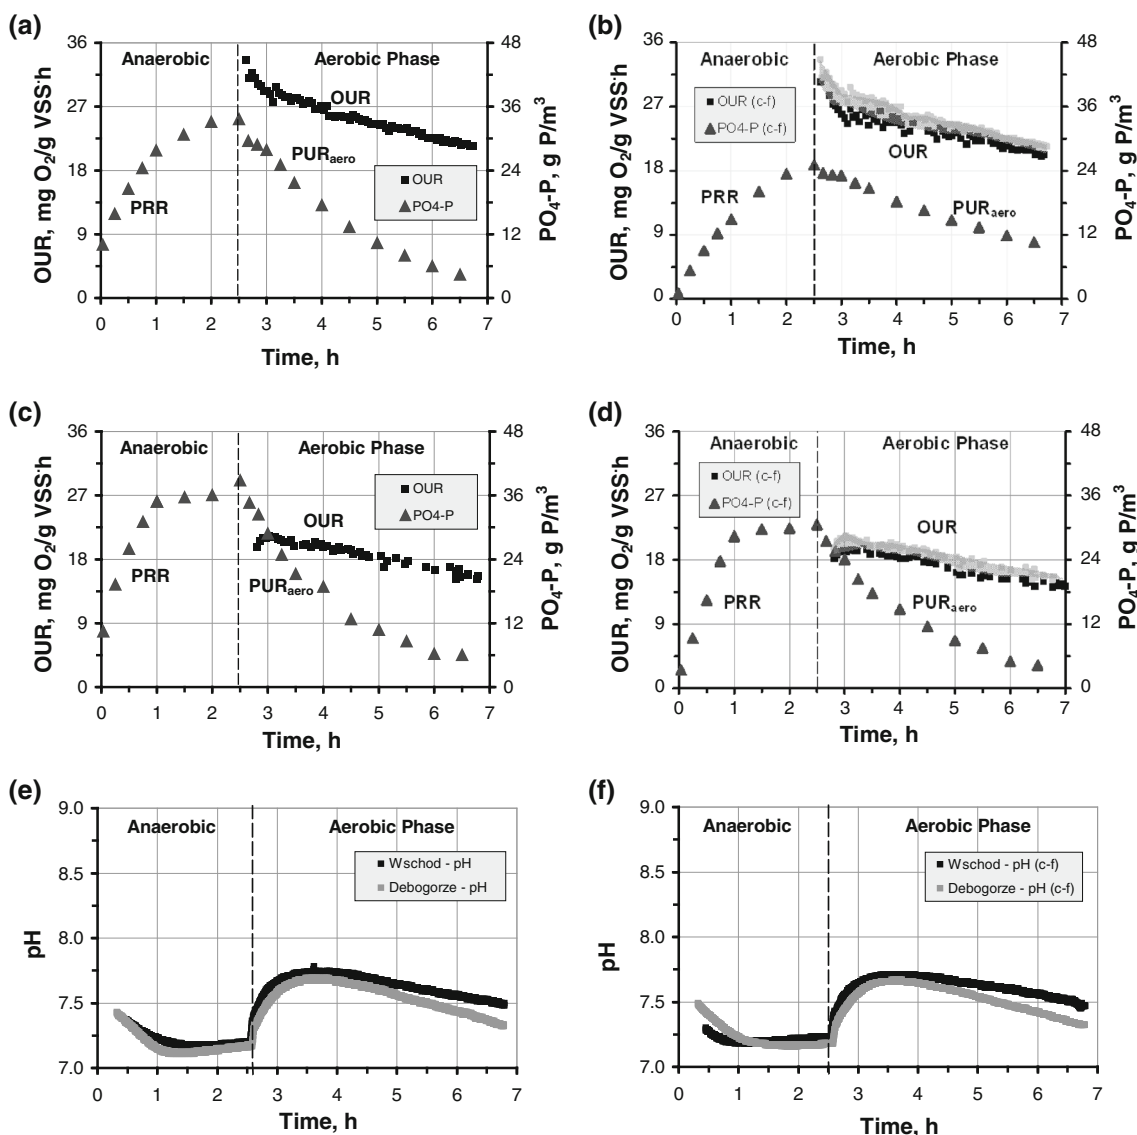 (a)
36
27
18
9
0
OUR, mg O2/g VSS·h
Anaerobic
Aerobic Phase
OUR
PURaero
PRR
OUR
PO4-P
48
36
24
12
0
PO4-P, g P/m3
0 1 2 3 4 5 6 7
Time, h
(b)
36
27
18
9
0
OUR, mg O2/g VSS·h
Anaerobic
Aerobic Phase
OUR (c-f)
PO4-P (c-f)
OUR
PRR
PURaero
48
36
24
12
0
PO4-P, g P/m3
0 1 2 3 4 5 6 7
Time, h
(c)
36
27
18
9
0
OUR, mg O2/g VSS·h
Anaerobic
Aerobic Phase
OUR
PO4-P
OUR
PRR
PURaero
48
36
24
12
0
PO4-P, g P/m3
0 1 2 3 4 5 6 7
Time, h
(d)
36
27
18
9
0
OUR, mg O2/g VSS·h
Anaerobic
Aerobic Phase
OUR (c-f)
PO4-P (c-f)
OUR
PRR
PURaero
48
36
24
12
0
PO4-P, g P/m3
0 1 2 3 4 5 6 7
Time, h
(e)
9.0
8.5
8.0
7.5
7.0
pH
Anaerobic
Aerobic Phase
Wschod - pH
Debogorze - pH
0 1 2 3 4 5 6 7
Time, h
(f)
9.0
8.5
8.0
7.5
7.0
pH
Anaerobic
Aerobic Phase
Wschod - pH (c-f)
Debogorze - pH (c-f)
0 1 2 3 4 5 6 7
Time, h